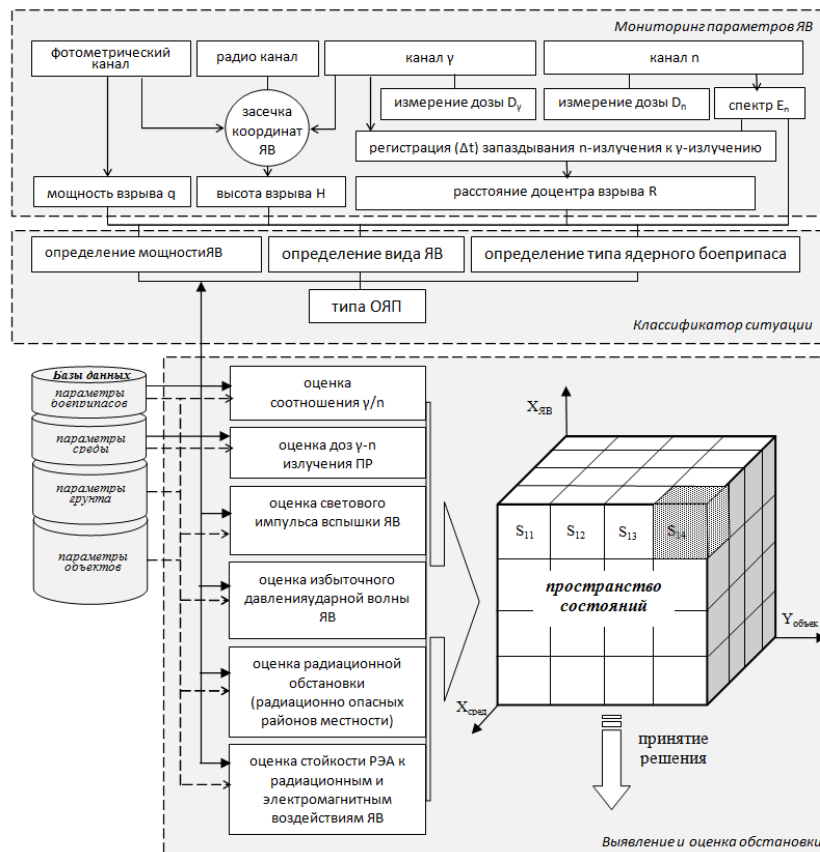 Мониторинг параметров ЯВ
фотометрический
канал
радио канал
канал γ
канал n
засечка
координат
ЯВ
измерение дозы Dγ
измерение дозы Dn
спектр En
регистрация (Δt) запаздывания n-излучения к γ-излучению
мощность взрыва q
высота взрыва H
расстояние доцентра взрыва R
определение мощностиЯВ
определение вида ЯВ
определение типа ядерного боеприпаса
типа ОЯП
Классификатор ситуации
Базы данных
параметры
боеприпасов
параметры
среды
параметры
грунта
параметры
объектов
оценка
соотношения γ/n
оценка доз γ-n
излучения ПР
оценка светового
импульса вспышки ЯВ
оценка избыточного
давленияударной волны
ЯВ
оценка радиационной
обстановки
(радиационно опасных
районов местности)
оценка стойкости РЭА к
радиационным и
электромагнитным
воздействиям ЯВ
XЯВ
S11 S12 S13 S14
пространство
состояний
Yобъек
Xсред
принятие
решения
Выявление и оценка обстановки